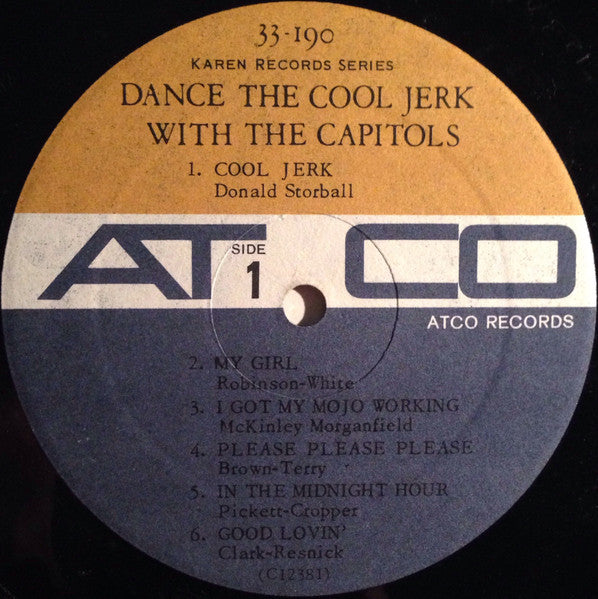 33-190
KAREN RECORDS SERIES
DANCE THE COOL JERK
WITH THE CAPITOLS
1. COOL JERK
Donald Storball
ATCO
SIDE
1
ATCO RECORDS
2. MY GIRL
Robinson-White
3. I GOT MY MOJO WORKING
McKinley Morganfield
4. PLEASE PLEASE PLEASE
Brown-Terry
5. IN THE MIDNIGHT HOUR
Pickett-Cropper
6. GOOD LOVIN'
Clark-Resnick
(C12381)